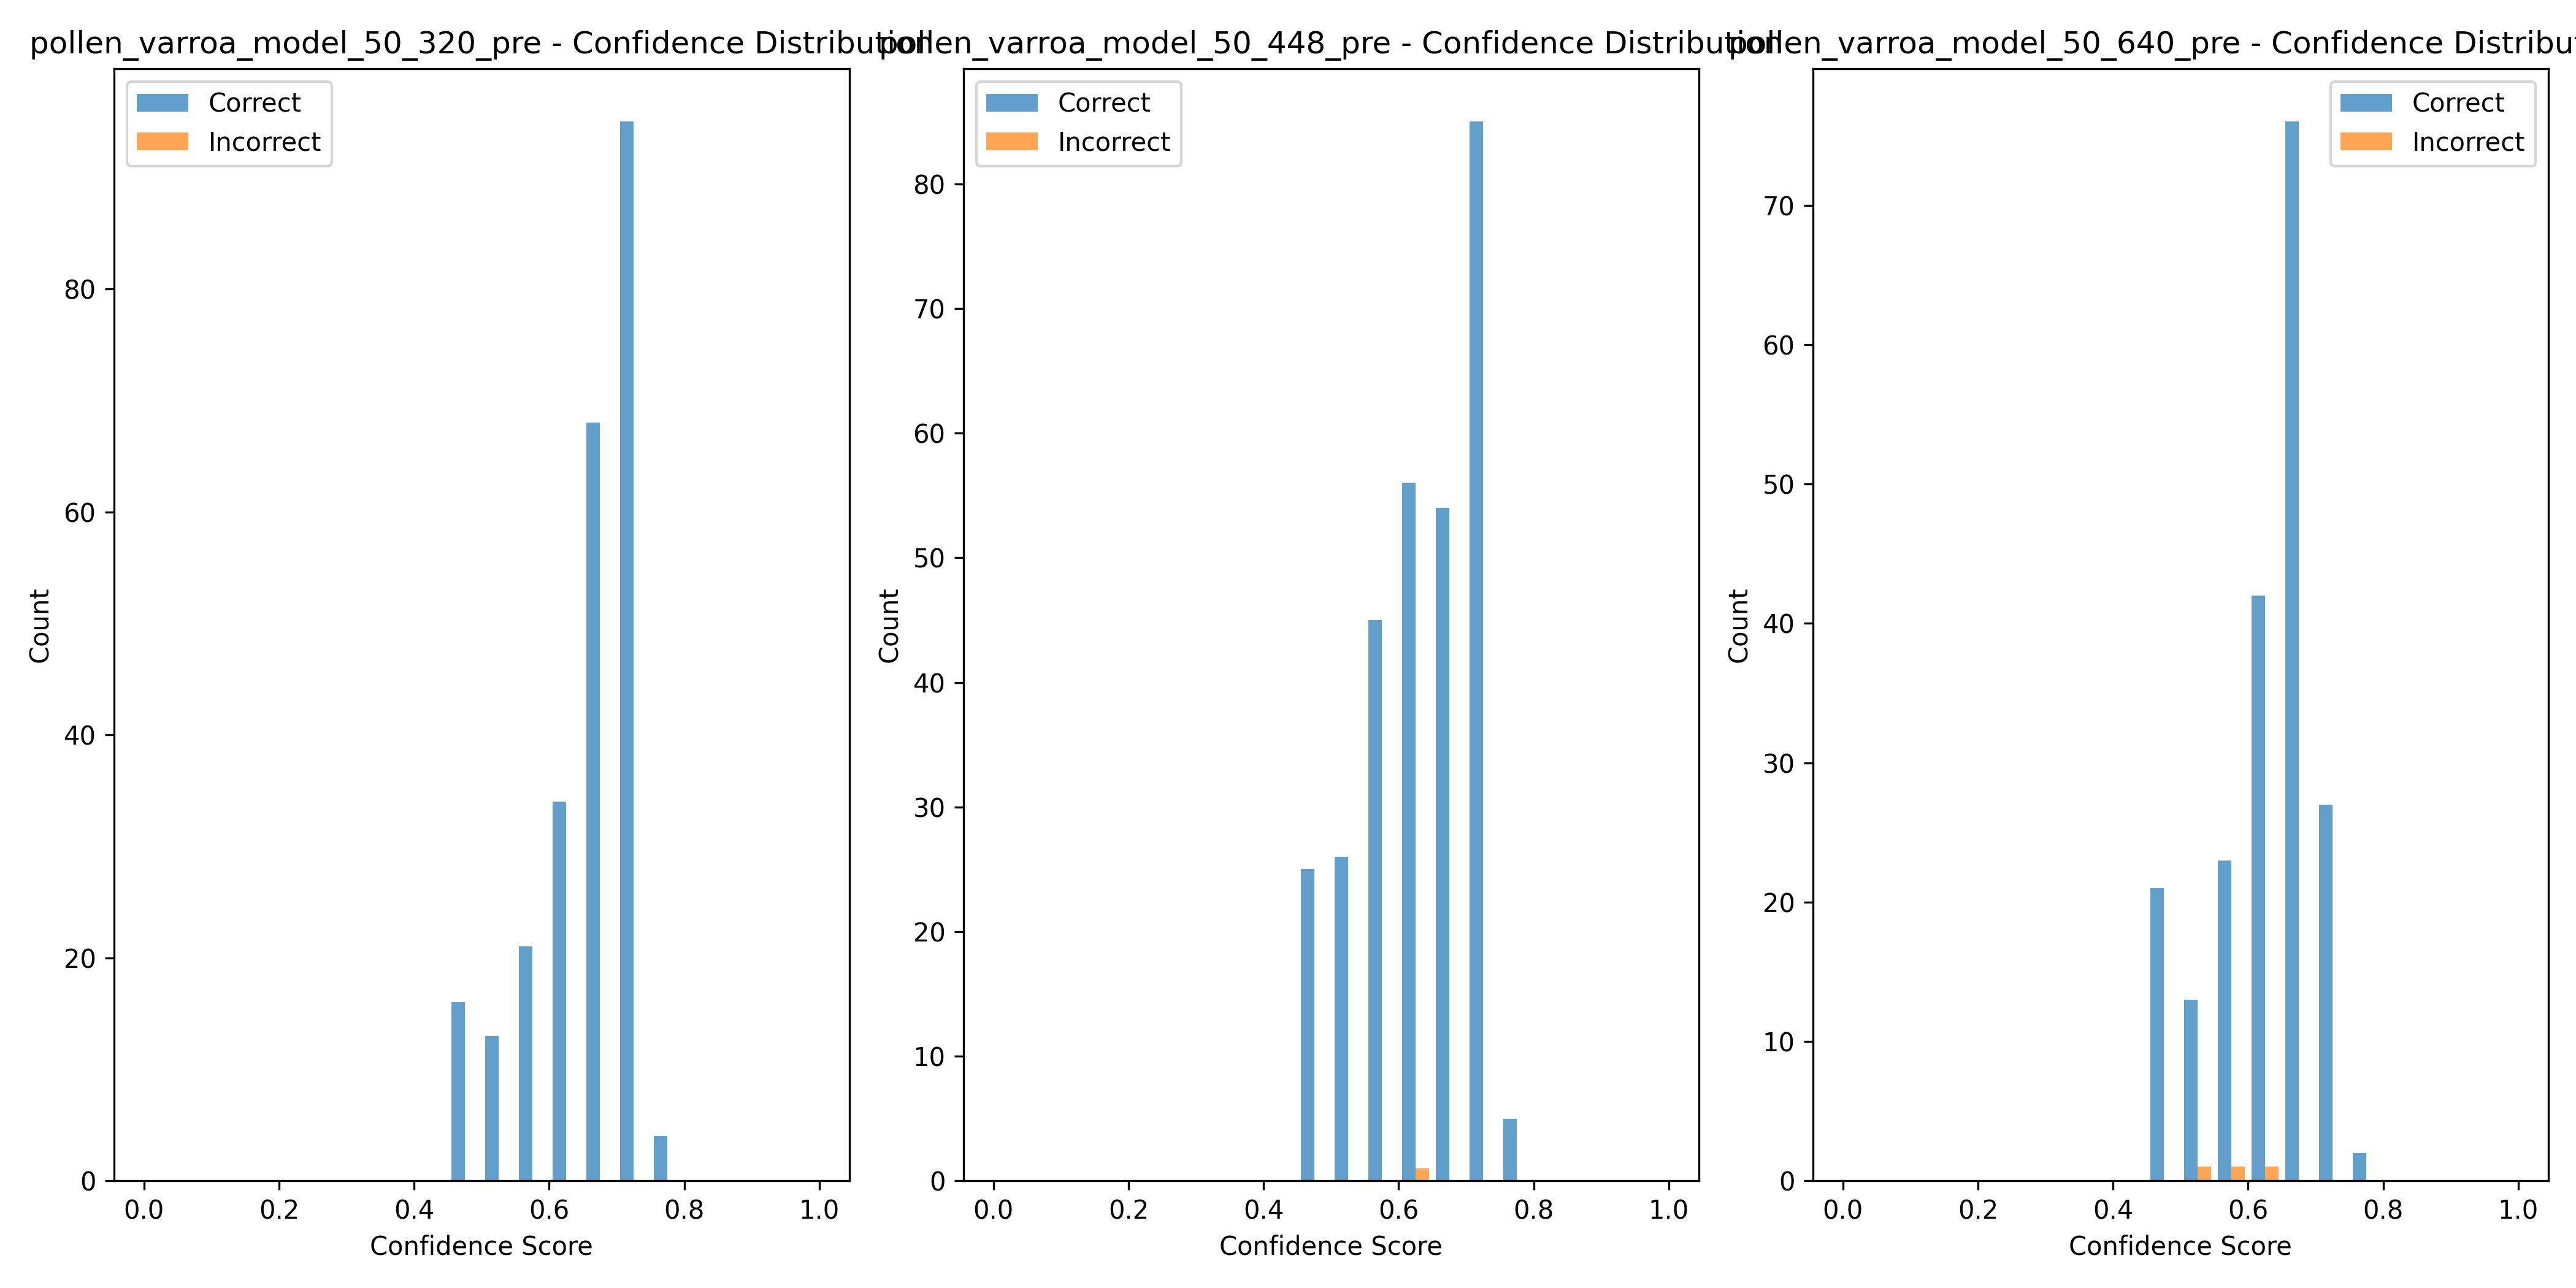 pollen_varroa_model_50_320_pre - Confidence Distribution
Correct
Incorrect
80
60
40
20
0
Count
0.0 0.2 0.4 0.6 0.8 1.0
Confidence Score
pollen_varroa_model_50_448_pre - Confidence Distribution
Correct
Incorrect
80
70
60
50
40
30
20
10
0
Count
0.0 0.2 0.4 0.6 0.8 1.0
Confidence Score
pollen_varroa_model_50_640_pre - Confidence Distribut
Correct
Incorrect
70
60
50
40
30
20
10
0
Count
0.0 0.2 0.4 0.6 0.8 1.0
Confidence Score